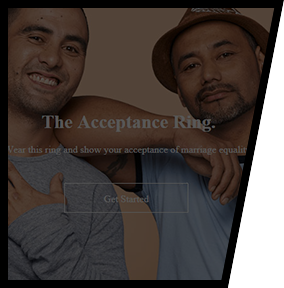 The Acceptance Ring.
Wear this ring and show your acceptance of marriage equality
Get Started